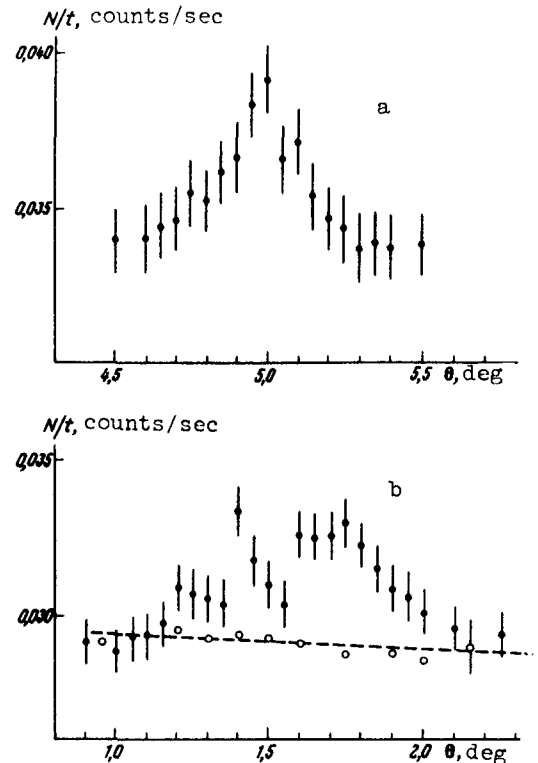 N/t, counts/sec
0,040
a
0,035
4,5 5,0 5,5 θ, deg
N/t, counts/sec
0,035
b
0,030
1,0 1,5 2,0 θ, deg